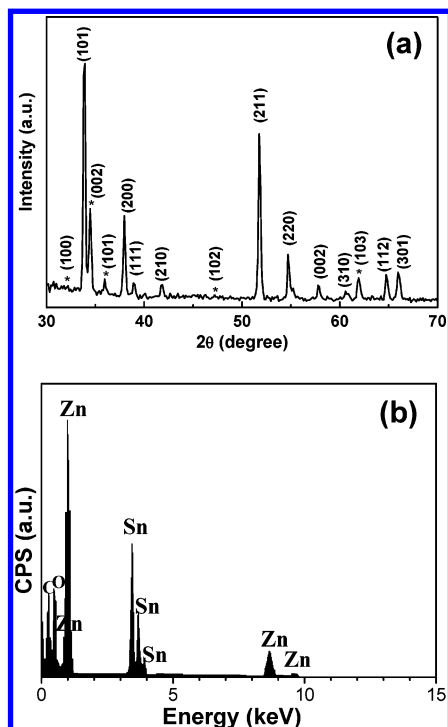 (a)
Intensity (a.u.)
(100)
*
(101)
*
(002)
*
(101)
(200)
(111)
(210)
(102)
*
(211)
(220)
(002)
(310)
*
(103)
(112)
(301)
30 40 50 60 70
2θ (degree)
(b)
CPS (a.u.)
Zn
C
O
Zn
Sn
Sn
Sn
Zn
Zn
0 5 10 15
Energy (keV)